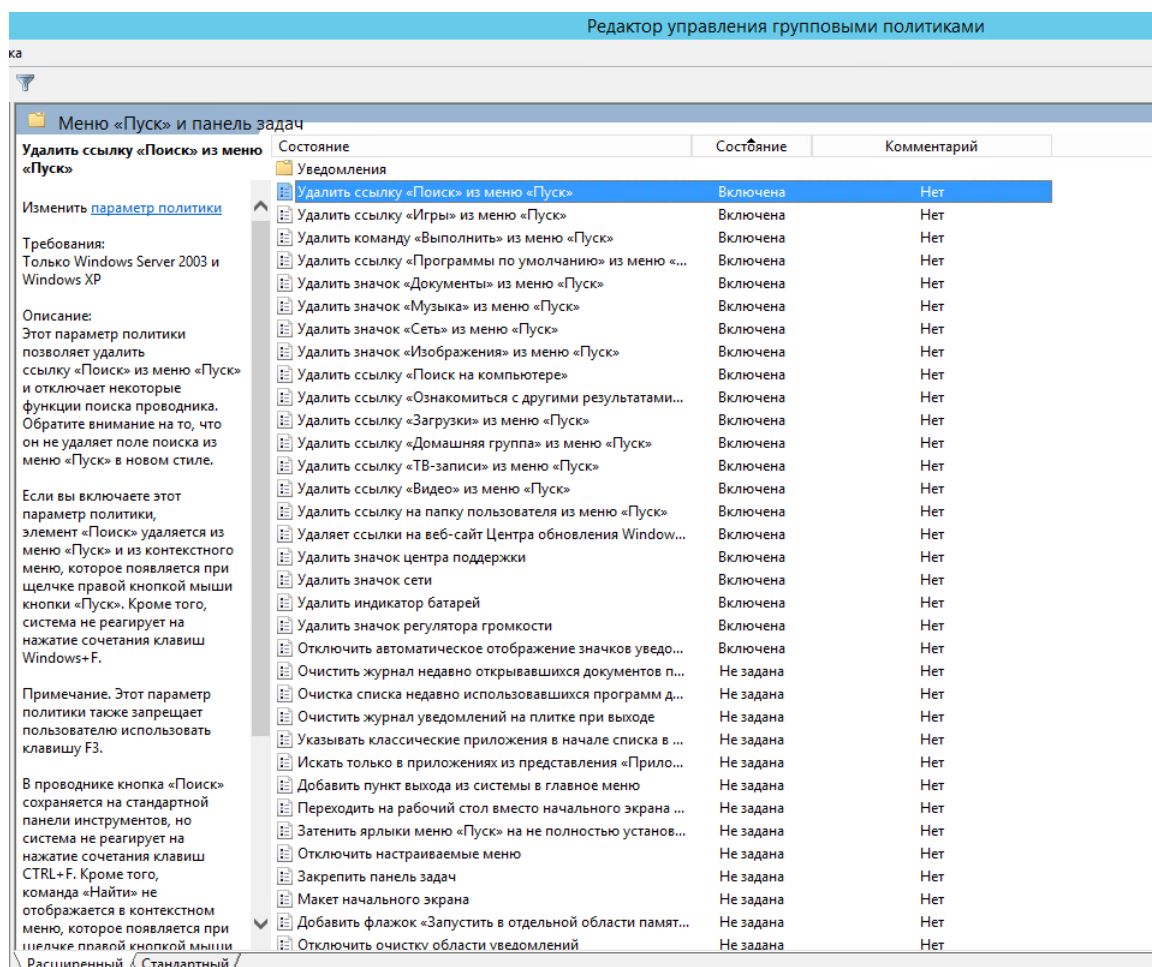 Редактор управления групповыми политиками
ка
Меню «Пуск» и панель задач
Удалить ссылку «Поиск» из меню
«Пуск»
Изменить параметр политики
Требования:
Только Windows Server 2003 и
Windows XP
Описание:
Этот параметр политики
позволяет удалить
ссылку «Поиск» из меню «Пуск»
и отключает некоторые
функции поиска проводника.
Обратите внимание на то, что
он не удаляет поле поиска из
меню «Пуск» в новом стиле.
Если вы включаете этот
параметр политики,
элемент «Поиск» удаляется из
меню «Пуск» и из контекстного
меню, которое появляется при
щелчке правой кнопкой мыши
кнопки «Пуск». Кроме того,
система не реагирует на
нажатие сочетания клавиш
Windows+F.
Примечание. Этот параметр
политики также запрещает
пользователю использовать
клавишу F3.
В проводнике кнопка «Поиск»
сохраняется на стандартной
панели инструментов, но
система не реагирует на
нажатие сочетания клавиш
CTRL+F. Кроме того,
команда «Найти» не
отображается в контекстном
меню, которое появляется при
щелчке правой кнопкой мыши
Состояние Состояние Комментарий
Уведомления
Удалить ссылку «Поиск» из меню «Пуск» Включена Нет
Удалить ссылку «Игры» из меню «Пуск» Включена Нет
Удалить команду «Выполнить» из меню «Пуск» Включена Нет
Удалить ссылку «Программы по умолчанию» из меню «... Включена Нет
Удалить значок «Документы» из меню «Пуск» Включена Нет
Удалить значок «Музыка» из меню «Пуск» Включена Нет
Удалить значок «Сеть» из меню «Пуск» Включена Нет
Удалить значок «Изображения» из меню «Пуск» Включена Нет
Удалить ссылку «Поиск на компьютере» Включена Нет
Удалить ссылку «Ознакомиться с другими результатами... Включена Нет
Удалить ссылку «Загрузки» из меню «Пуск» Включена Нет
Удалить ссылку «Домашняя группа» из меню «Пуск» Включена Нет
Удалить ссылку «ТВ-записи» из меню «Пуск» Включена Нет
Удалить ссылку «Видео» из меню «Пуск» Включена Нет
Удалить ссылку на папку пользователя из меню «Пуск» Включена Нет
Удаляет ссылки на веб-сайт Центра обновления Window... Включена Нет
Удалить значок центра поддержки Включена Нет
Удалить значок сети Включена Нет
Удалить индикатор батарей Включена Нет
Удалить значок регулятора громкости Включена Нет
Отключить автоматическое отображение значков уведо... Включена Нет
Очистить журнал недавно открывавшихся документов п... Не задана Нет
Очистка списка недавно использовавшихся программ д... Не задана Нет
Очистить журнал уведомлений на плитке при выходе Не задана Нет
Указывать классические приложения в начале списка в ... Не задана Нет
Искать только в приложениях из представления «Прило... Не задана Нет
Добавить пункт выхода из системы в главное меню Не задана Нет
Переходить на рабочий стол вместо начального экрана ... Не задана Нет
Затенить ярлыки меню «Пуск» на не полностью установ... Не задана Нет
Отключить настраиваемые меню Не задана Нет
Закрепить панель задач Не задана Нет
Макет начального экрана Не задана Нет
Добавить флажок «Запустить в отдельной области памят... Не задана Нет
Отключить очистку области уведомлений Не задана Нет
Расширенный Стандартный